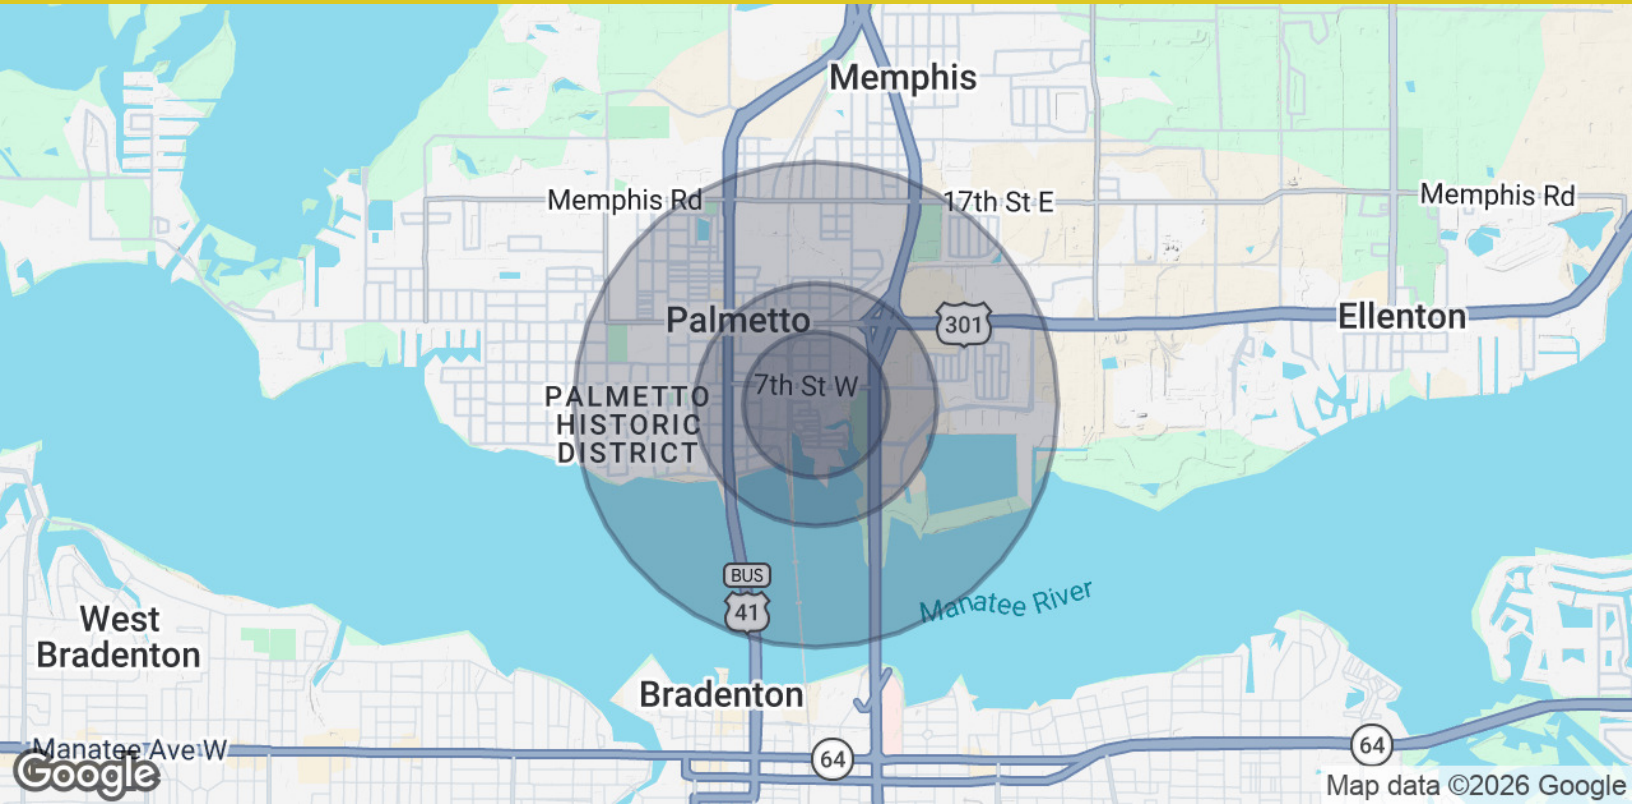 Memphis
Memphis Rd
17th St E
Memphis Rd
Palmetto
301
Ellenton
7th St W
PALMETTO
HISTORIC
DISTRICT
BUS
41
Manatee River
West
Bradenton
Bradenton
Manatee Ave W
64
64
Google
Map data ©2026 Google